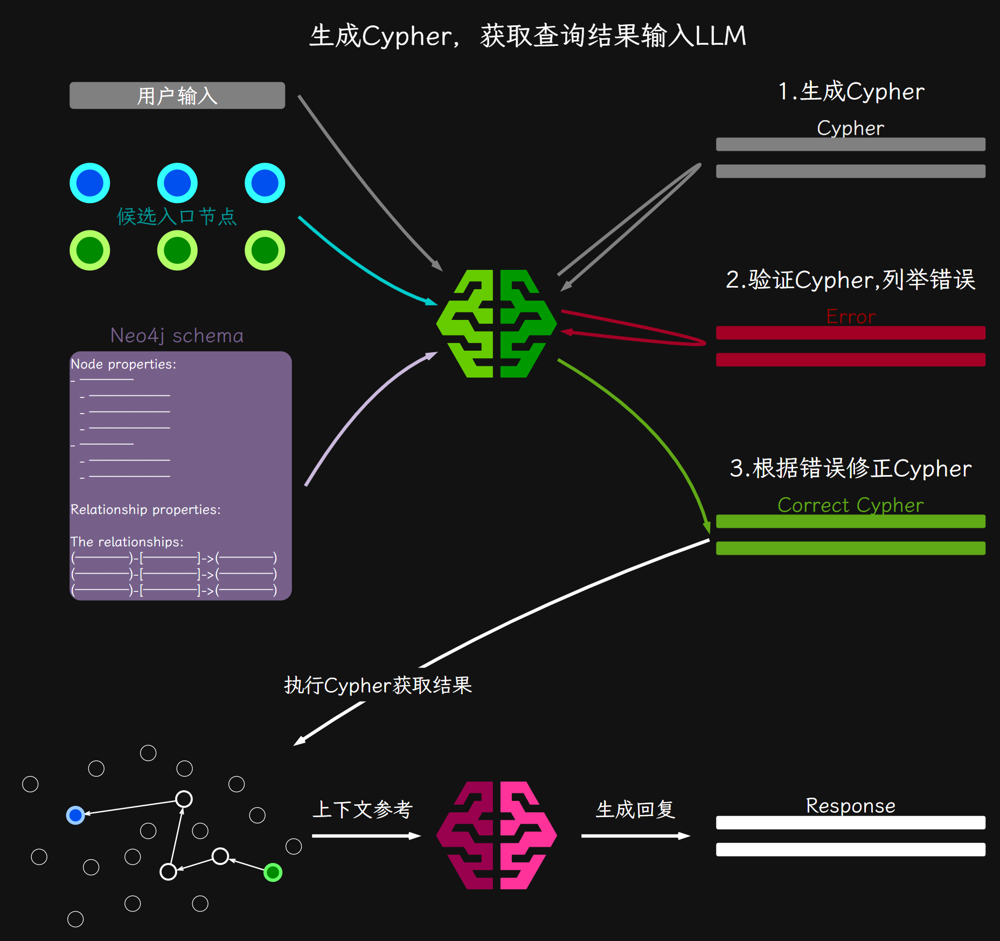 生成Cypher，获取查询结果输入LLM
用户输入
候选入口节点
Neo4j schema
Node properties:
-
-
-
-
-
-
-
Relationship properties:
The relationships:
()-[]->()
()-[]->()
()-[]->()
1.生成Cypher
Cypher
2.验证Cypher,列举错误
Error
3.根据错误修正Cypher
Correct Cypher
执行Cypher获取结果
上下文参考
生成回复
Response